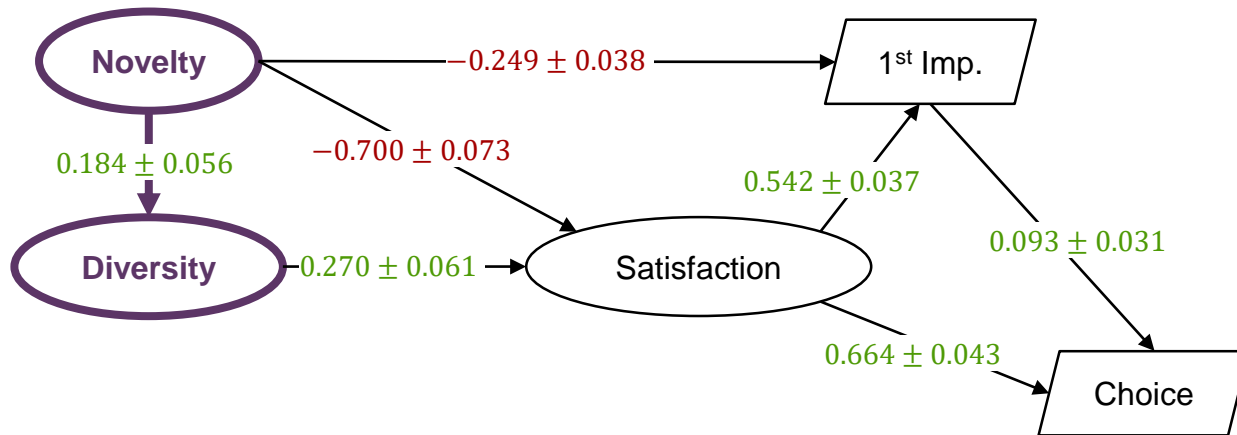 Novelty
−0.249 ± 0.038
1st Imp.
−0.700 ± 0.073
0.184 ± 0.056
0.542 ± 0.037
0.093 ± 0.031
Diversity
0.270 ± 0.061
Satisfaction
0.664 ± 0.043
Choice